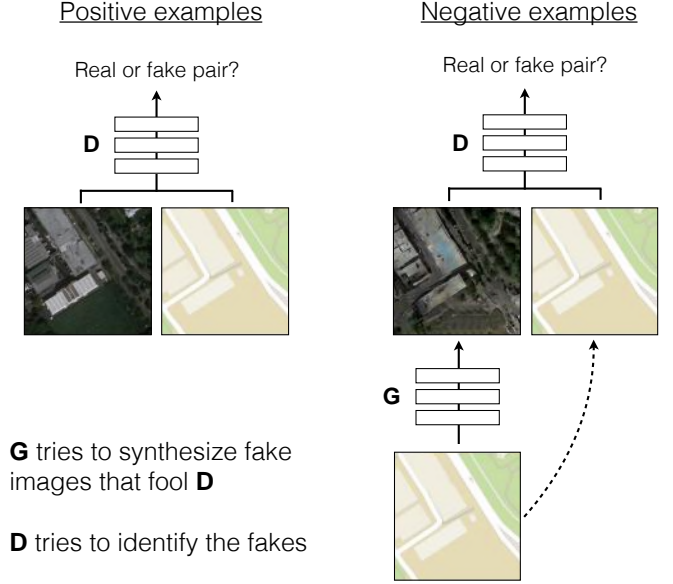 Positive examples
Negative examples
Real or fake pair?
Real or fake pair?
D
D
G
G tries to synthesize fake
images that fool D
D tries to identify the fakes